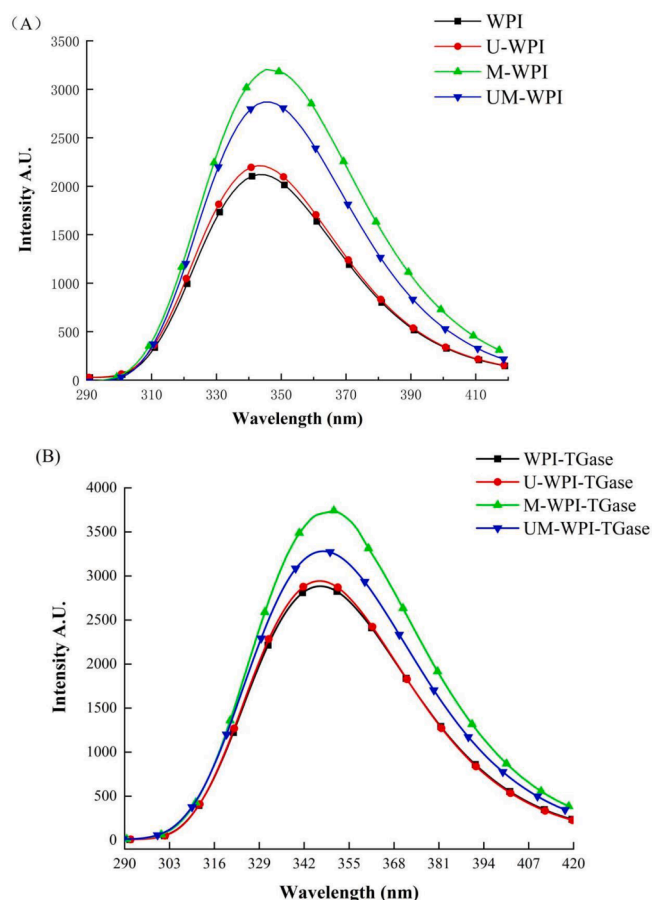 (A)
WPI
U-WPI
M-WPI
UM-WPI
3500
3000
2500
2000
1500
1000
500
0
Intensity A.U.
290 310 330 350 370 390 410
Wavelength (nm)
(B)
WPI-TGase
U-WPI-TGase
M-WPI-TGase
UM-WPI-TGase
4000
3500
3000
2500
2000
1500
1000
500
0
Intensity A.U.
290 303 316 329 342 355 368 381 394 407 420
Wavelength (nm)